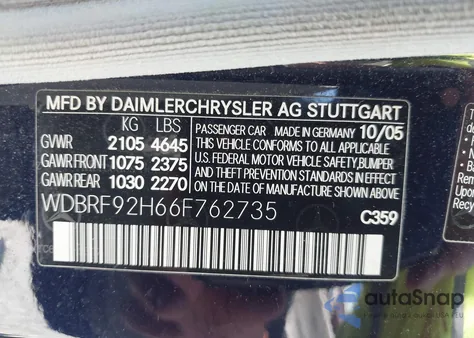 MFD BY DAIMLERCHRYSLER AG STUTTGART
KG LBS
GVWR 2105 4645
GAWR FRONT 1075 2375
GAWR REAR 1030 2270
PASSENGER CAR MADE IN GERMANY 10/05
THIS VEHICLE CONFORMS TO ALL APPLICABLE
U.S. FEDERAL MOTOR VEHICLE SAFETY, BUMPER
AND THEFT PREVENTION STANDARDS IN EFFECT
ON THE DATE OF MANUFACTURE SHOWN ABOVE.
WDBRF92H66F762735
C359
autoSnap